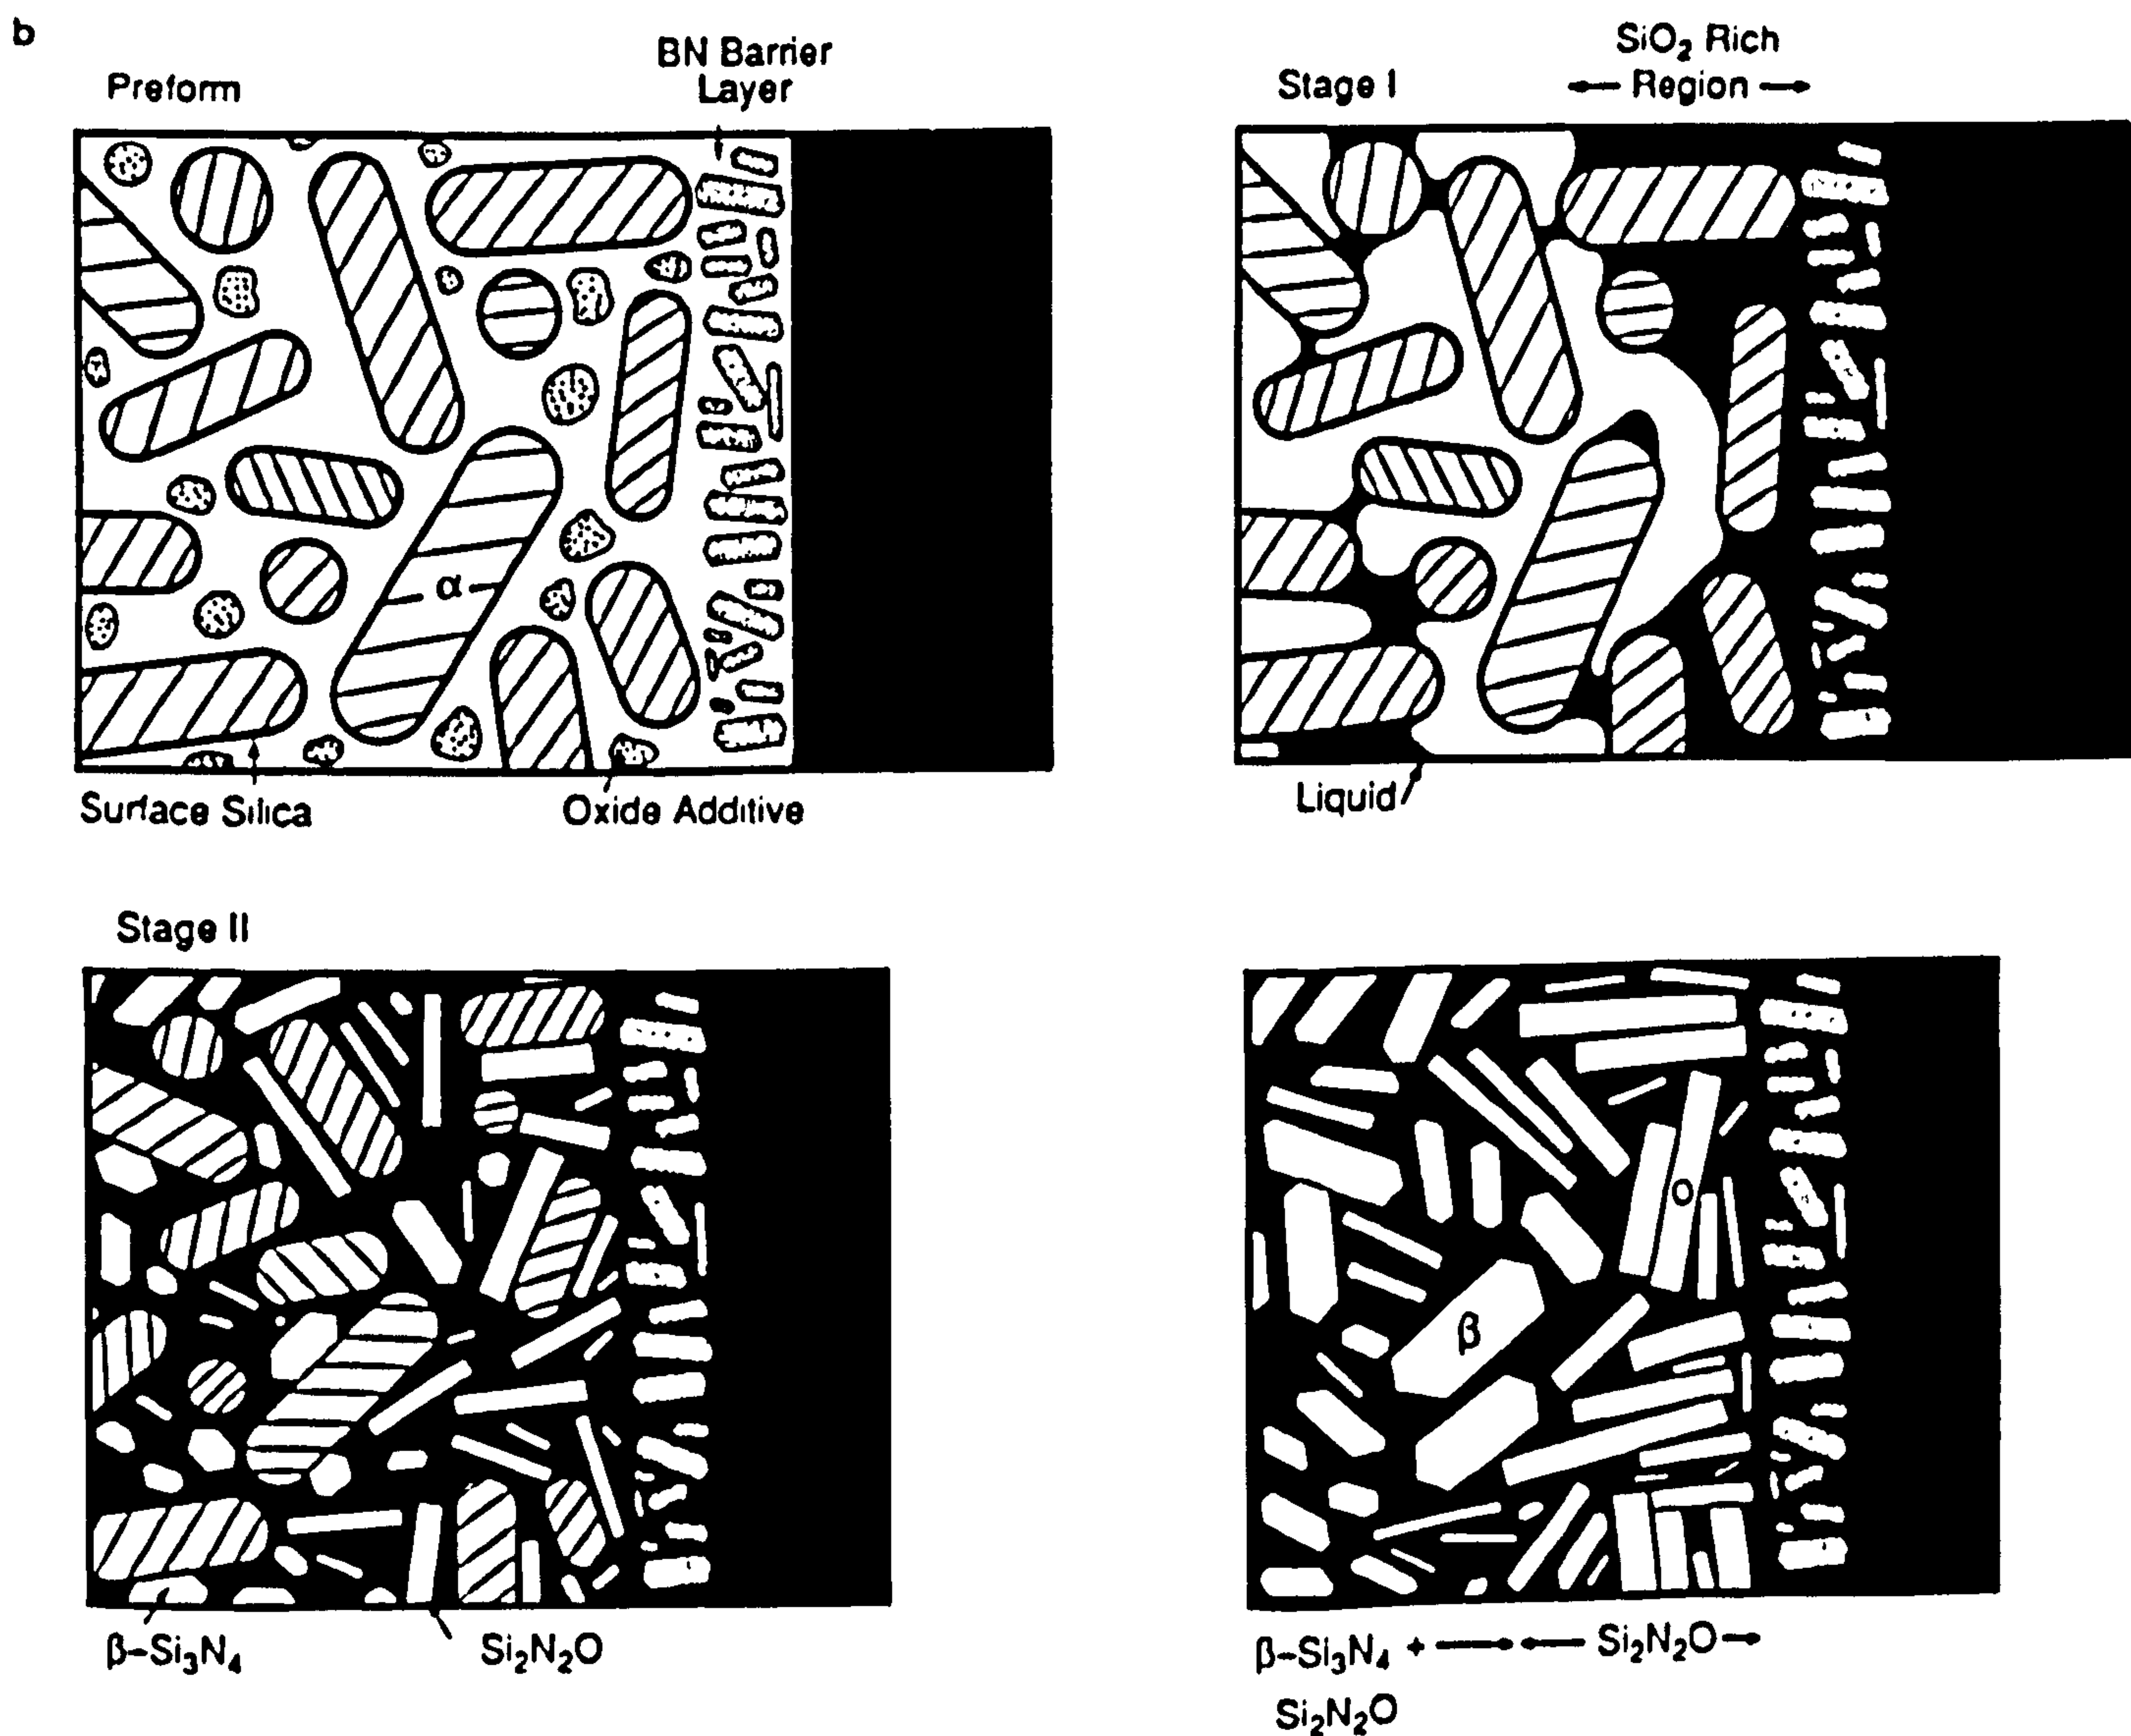 b
Preform
BN Barrier
Layer
α
Surface Silica
Oxide Additive
Stage I
SiO₂ Rich
Region
Liquid
Stage II
β-Si₃N₄
Si₂N₂O
O
β
β-Si₃N₄ +
Si₂N₂O
Si₂N₂O